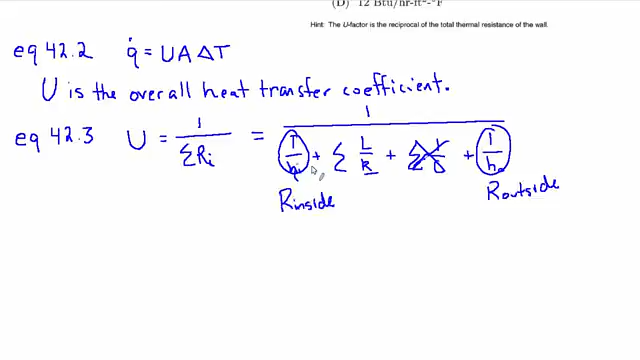 (D) 12 Btu/hr-ft²-°F
Hint: The U-factor is the reciprocal of the total thermal resistance of the wall.
eq 42.2 q̇ = UAΔT
U is the overall heat transfer coefficient.
eq 42.3 U = 1/ΣRi = 1/(1/hi + Σ L/k + Σ 1/C + 1/ho)
Rinside Routside